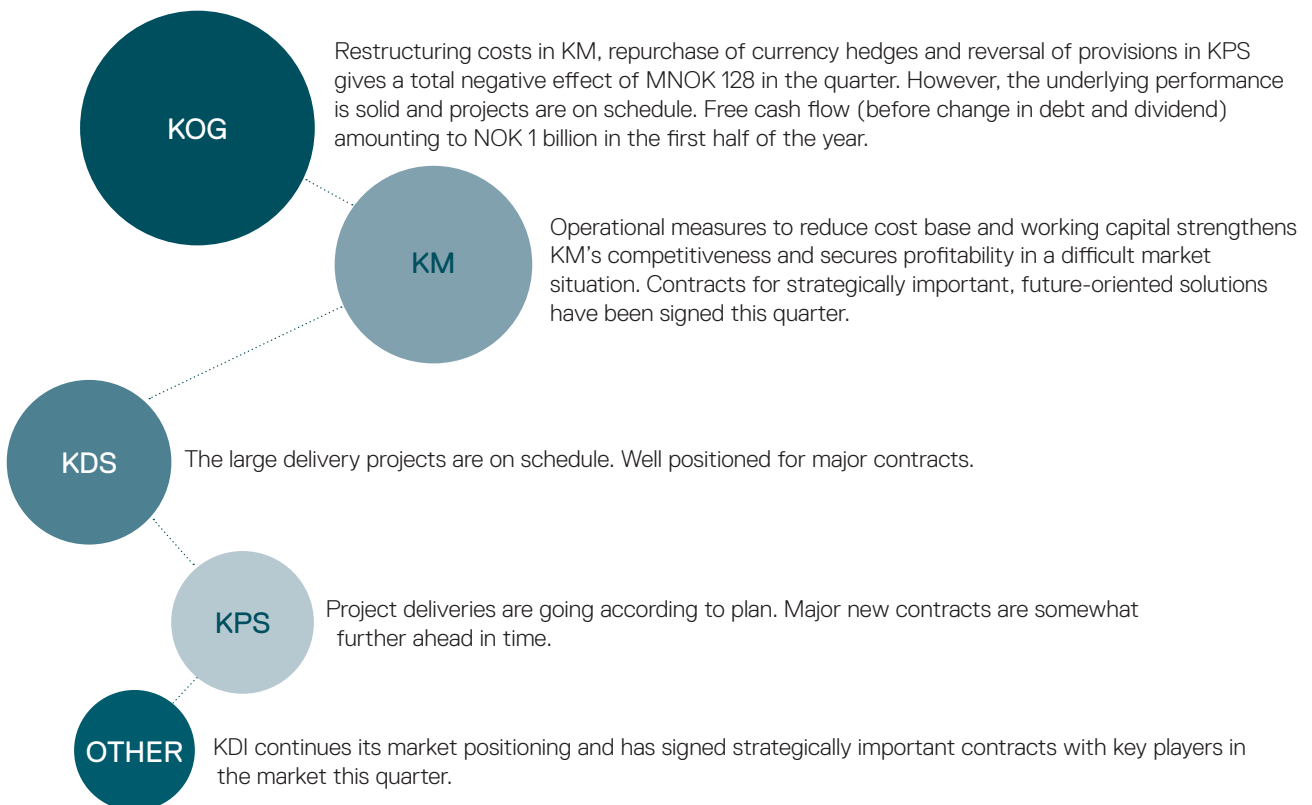 KOG
Restructuring costs in KM, repurchase of currency hedges and reversal of provisions in KPS
gives a total negative effect of MNOK 128 in the quarter. However, the underlying performance
is solid and projects are on schedule. Free cash flow (before change in debt and dividend)
amounting to NOK 1 billion in the first half of the year.
KM
Operational measures to reduce cost base and working capital strengthens
KM's competitiveness and secures profitability in a difficult market
situation. Contracts for strategically important, future-oriented solutions
have been signed this quarter.
KDS
The large delivery projects are on schedule. Well positioned for major contracts.
KPS
Project deliveries are going according to plan. Major new contracts are somewhat
further ahead in time.
OTHER
KDI continues its market positioning and has signed strategically important contracts with key players in
the market this quarter.